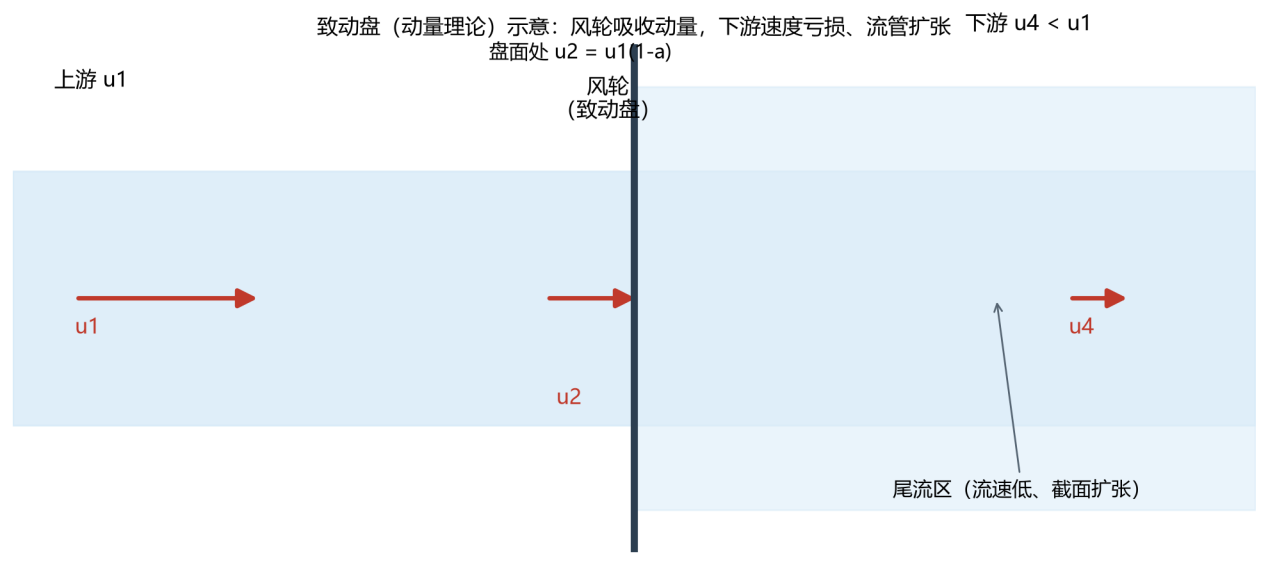 致动盘（动量理论）示意：风轮吸收动量，下游速度亏损、流管扩张
下游 u4 < u1
盘面处 u2 = u1(1-a)
上游 u1
风轮
（致动盘）
u1
u2
u4
尾流区（流速低、截面扩张）